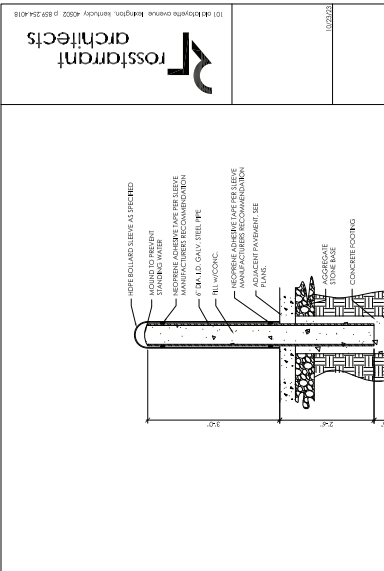 101 old lafayette avenue lexington, kentucky 40502 p 859.254.4018
rosstarrant
architects
10/23/23
HDPE BOLLARD SLEEVE AS SPECIFIED
MOUND TO PREVENT
STANDING WATER
NEOPRENE ADHESIVE TAPE PER SLEEVE
MANUFACTURERS RECOMMENDATION
6" DIA. I.D. GALV. STEEL PIPE
FILL w/CONC.
NEOPRENE ADHESIVE TAPE PER SLEEVE
MANUFACTURERS RECOMMENDATION
ADJACENT PAVEMENT, SEE
PLANS.
AGGREGATE
STONE BASE
CONCRETE FOOTING
3'-0"
2'-6"